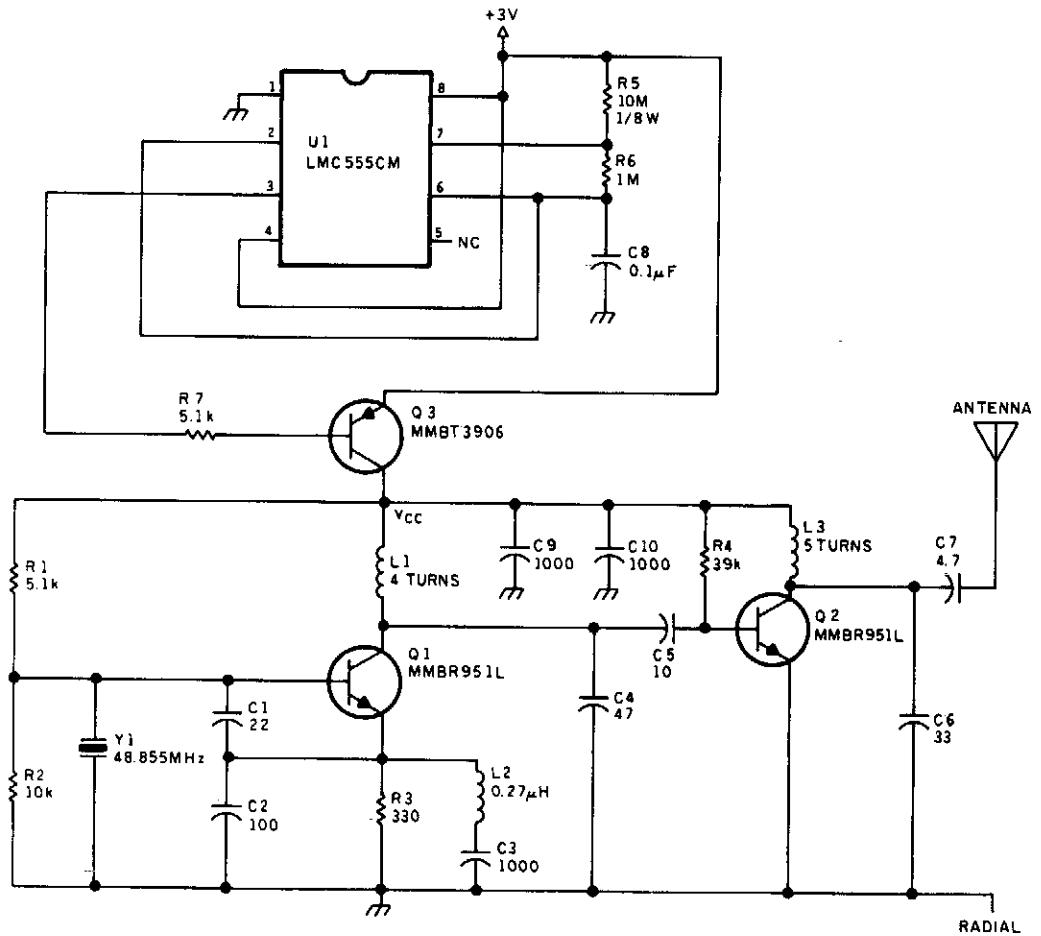 +3V
1
2
3
4
8
7
6
5
U1
LMC555CM
NC
R5
10M
1/8W
R6
1M
C8
0.1µF
R7
5.1k
Q3
MMBT3906
ANTENNA
VCC
L1
4 TURNS
C9
1000
C10
1000
R4
39k
L3
5 TURNS
C7
4.7
R1
5.1k
Q1
MMBR951L
C5
10
Q2
MMBR951L
C1
22
C4
47
C6
33
Y1
48.855MHz
R2
10k
C2
100
R3
330
L2
0.27µH
C3
1000
RADIAL